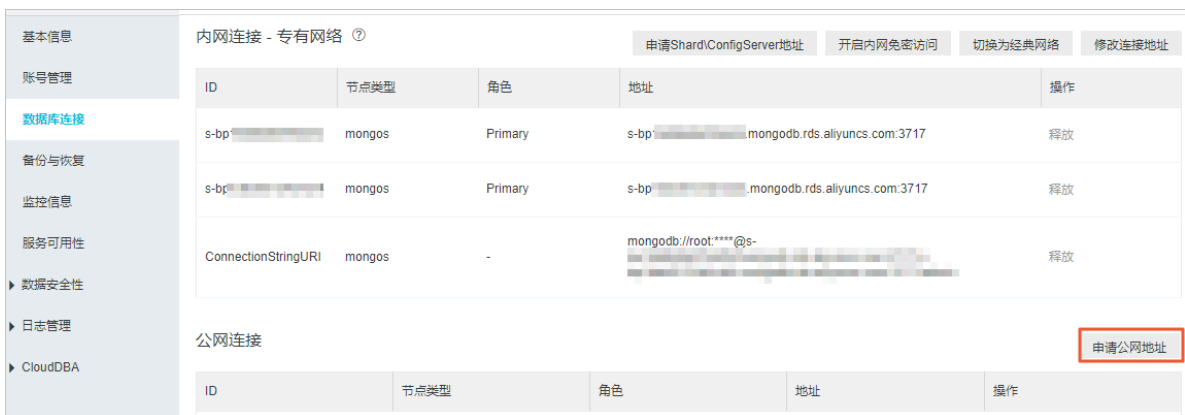 基本信息
账号管理
数据库连接
备份与恢复
监控信息
服务可用性
数据安全性
日志管理
CloudDBA
内网连接 - 专有网络
申请Shard\ConfigServer地址 开启内网免密访问 切换为经典网络 修改连接地址
ID 节点类型 角色 地址 操作
s-bp mongos Primary s-bp .mongodb.rds.aliyuncs.com:3717 释放
s-bp mongos Primary s-bp .mongodb.rds.aliyuncs.com:3717 释放
mongodb://root:****@s-
ConnectionStringURI mongos - 释放
公网连接
申请公网地址
ID 节点类型 角色 地址 操作